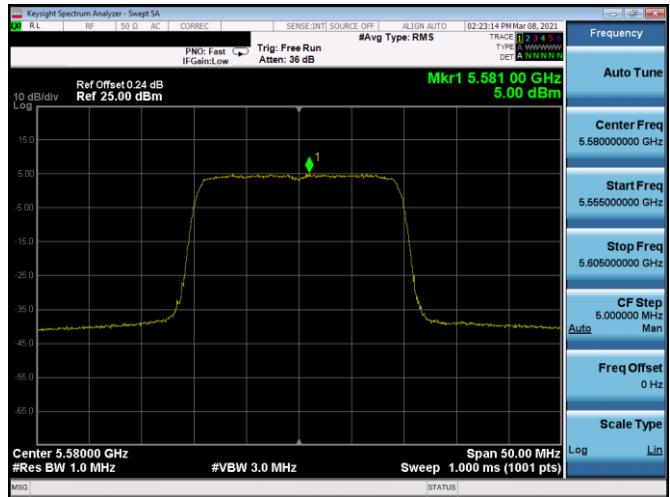 Keysight Spectrum Analyzer - Swept SA
RL RF 50 Ω AC CORREC SENSE:INT SOURCE OFF ALIGN AUTO 02:23:14 PM Mar 08, 2021
PNO: Fast
IFGain:Low
Trig: Free Run
Atten: 36 dB
#Avg Type: RMS
TRACE 1 2 3 4 5 6
TYPE A WWWWW
DET A N N N N N
Ref Offset 0.24 dB
10 dB/div Ref 25.00 dBm
Log
Mkr1 5.581 00 GHz
5.00 dBm
15.0
5.00
-5.00
-15.0
-25.0
-35.0
-45.0
-55.0
-65.0
1
Center 5.58000 GHz Span 50.00 MHz
#Res BW 1.0 MHz #VBW 3.0 MHz Sweep 1.000 ms (1001 pts)
MSG STATUS
Frequency
Auto Tune
Center Freq
5.580000000 GHz
Start Freq
5.555000000 GHz
Stop Freq
5.605000000 GHz
CF Step
5.000000 MHz
Auto Man
Freq Offset
0 Hz
Scale Type
Log Lin